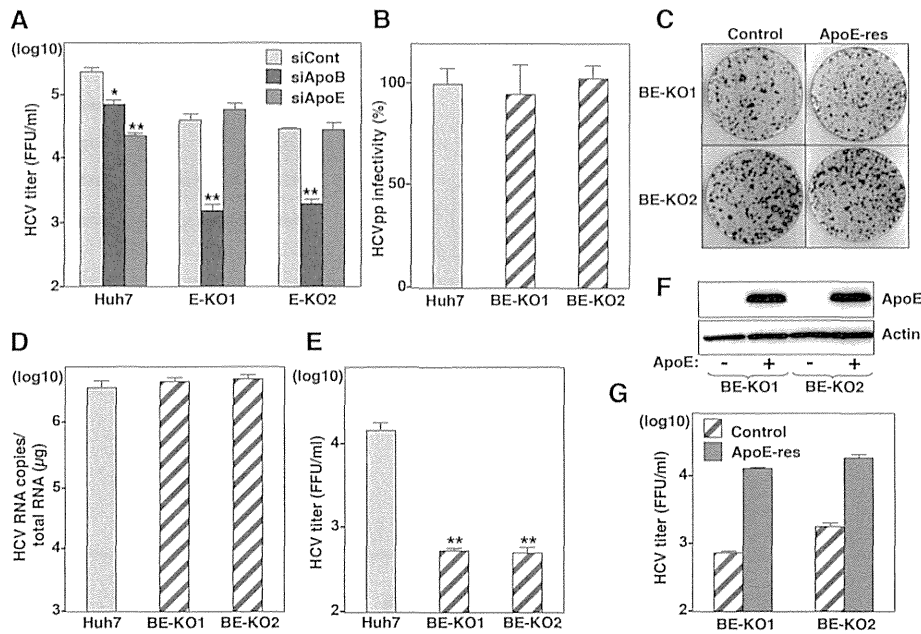 A
(log10)
HCV titer (FFU/ml)
5
4
3
2
siCont
siApoB
siApoE
*
**
**
**
Huh7
E-KO1
E-KO2
B
HCVpp infectivity (%)
100
50
0
Huh7
BE-KO1
BE-KO2
C
Control
ApoE-res
BE-KO1
BE-KO2
D
(log10)
HCV RNA copies/
total RNA (μg)
6
5
4
3
Huh7
BE-KO1
BE-KO2
E
(log10)
HCV titer (FFU/ml)
4
3
2
**
**
Huh7
BE-KO1
BE-KO2
F
ApoE
Actin
ApoE: - + - +
BE-KO1 BE-KO2
G
(log10)
HCV titer (FFU/ml)
4
3
2
Control
ApoE-res
BE-KO1
BE-KO2